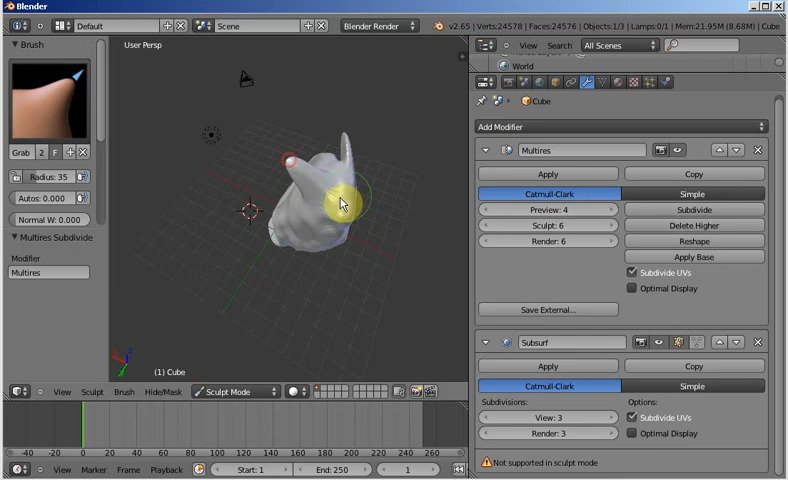 Blender
Default
Scene
Blender Render
v2.65 | Verts:24578 | Faces:24576 | Objects:1/3 | Lamps:0/1 | Mem:21.95M (8.68M) | Cube
Brush
Grab
2
F
Radius: 35
Autos: 0.000
Normal W: 0.000
Multires Subdivide
Modifier
Multires
User Persp
(1) Cube
View
Sculpt
Brush
Hide/Mask
Sculpt Mode
-40 -20 0 20 40 60 80 100 120 140 160 180 200 220 240 260
View
Marker
Frame
Playback
Start: 1
End: 250
1
View
Search
All Scenes
World
Cube
Add Modifier
Multires
Apply
Copy
Catmull-Clark
Simple
Preview: 4
Subdivide
Sculpt: 6
Delete Higher
Render: 6
Reshape
Apply Base
Subdivide UVs
Optimal Display
Save External...
Subsurf
Apply
Copy
Catmull-Clark
Simple
Subdivisions:
Options:
View: 3
Subdivide UVs
Render: 3
Optimal Display
Not supported in sculpt mode